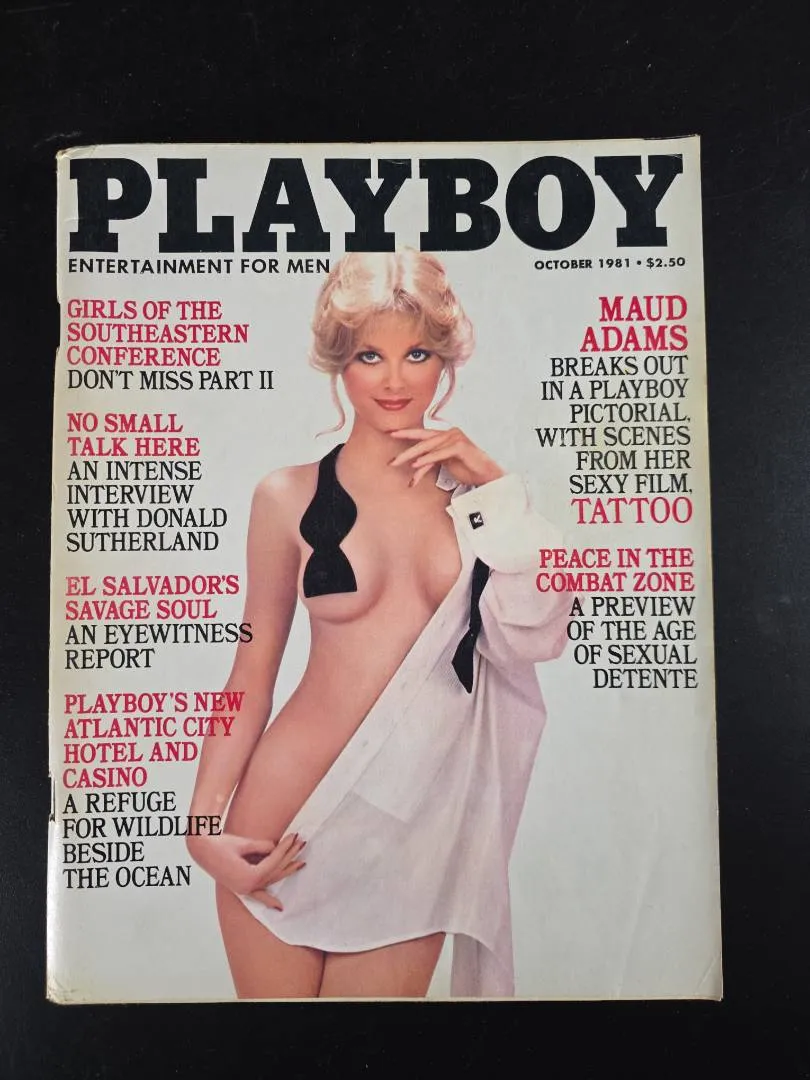 PLAYBOY
ENTERTAINMENT FOR MEN
OCTOBER 1981 • $2.50
GIRLS OF THE
SOUTHEASTERN
CONFERENCE
DON'T MISS PART II
NO SMALL
TALK HERE
AN INTENSE
INTERVIEW
WITH DONALD
SUTHERLAND
EL SALVADOR'S
SAVAGE SOUL
AN EYEWITNESS
REPORT
PLAYBOY'S NEW
ATLANTIC CITY
HOTEL AND
CASINO
A REFUGE
FOR WILDLIFE
BESIDE
THE OCEAN
MAUD
ADAMS
BREAKS OUT
IN A PLAYBOY
PICTORIAL,
WITH SCENES
FROM HER
SEXY FILM,
TATTOO
PEACE IN THE
COMBAT ZONE
A PREVIEW
OF THE AGE
OF SEXUAL
DETENTE